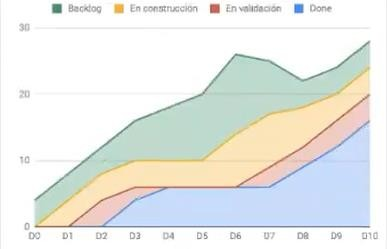 Backlog En construcción En validación Done
30
20
10
0
D0 D1 D2 D3 D4 D5 D6 D7 D8 D9 D10